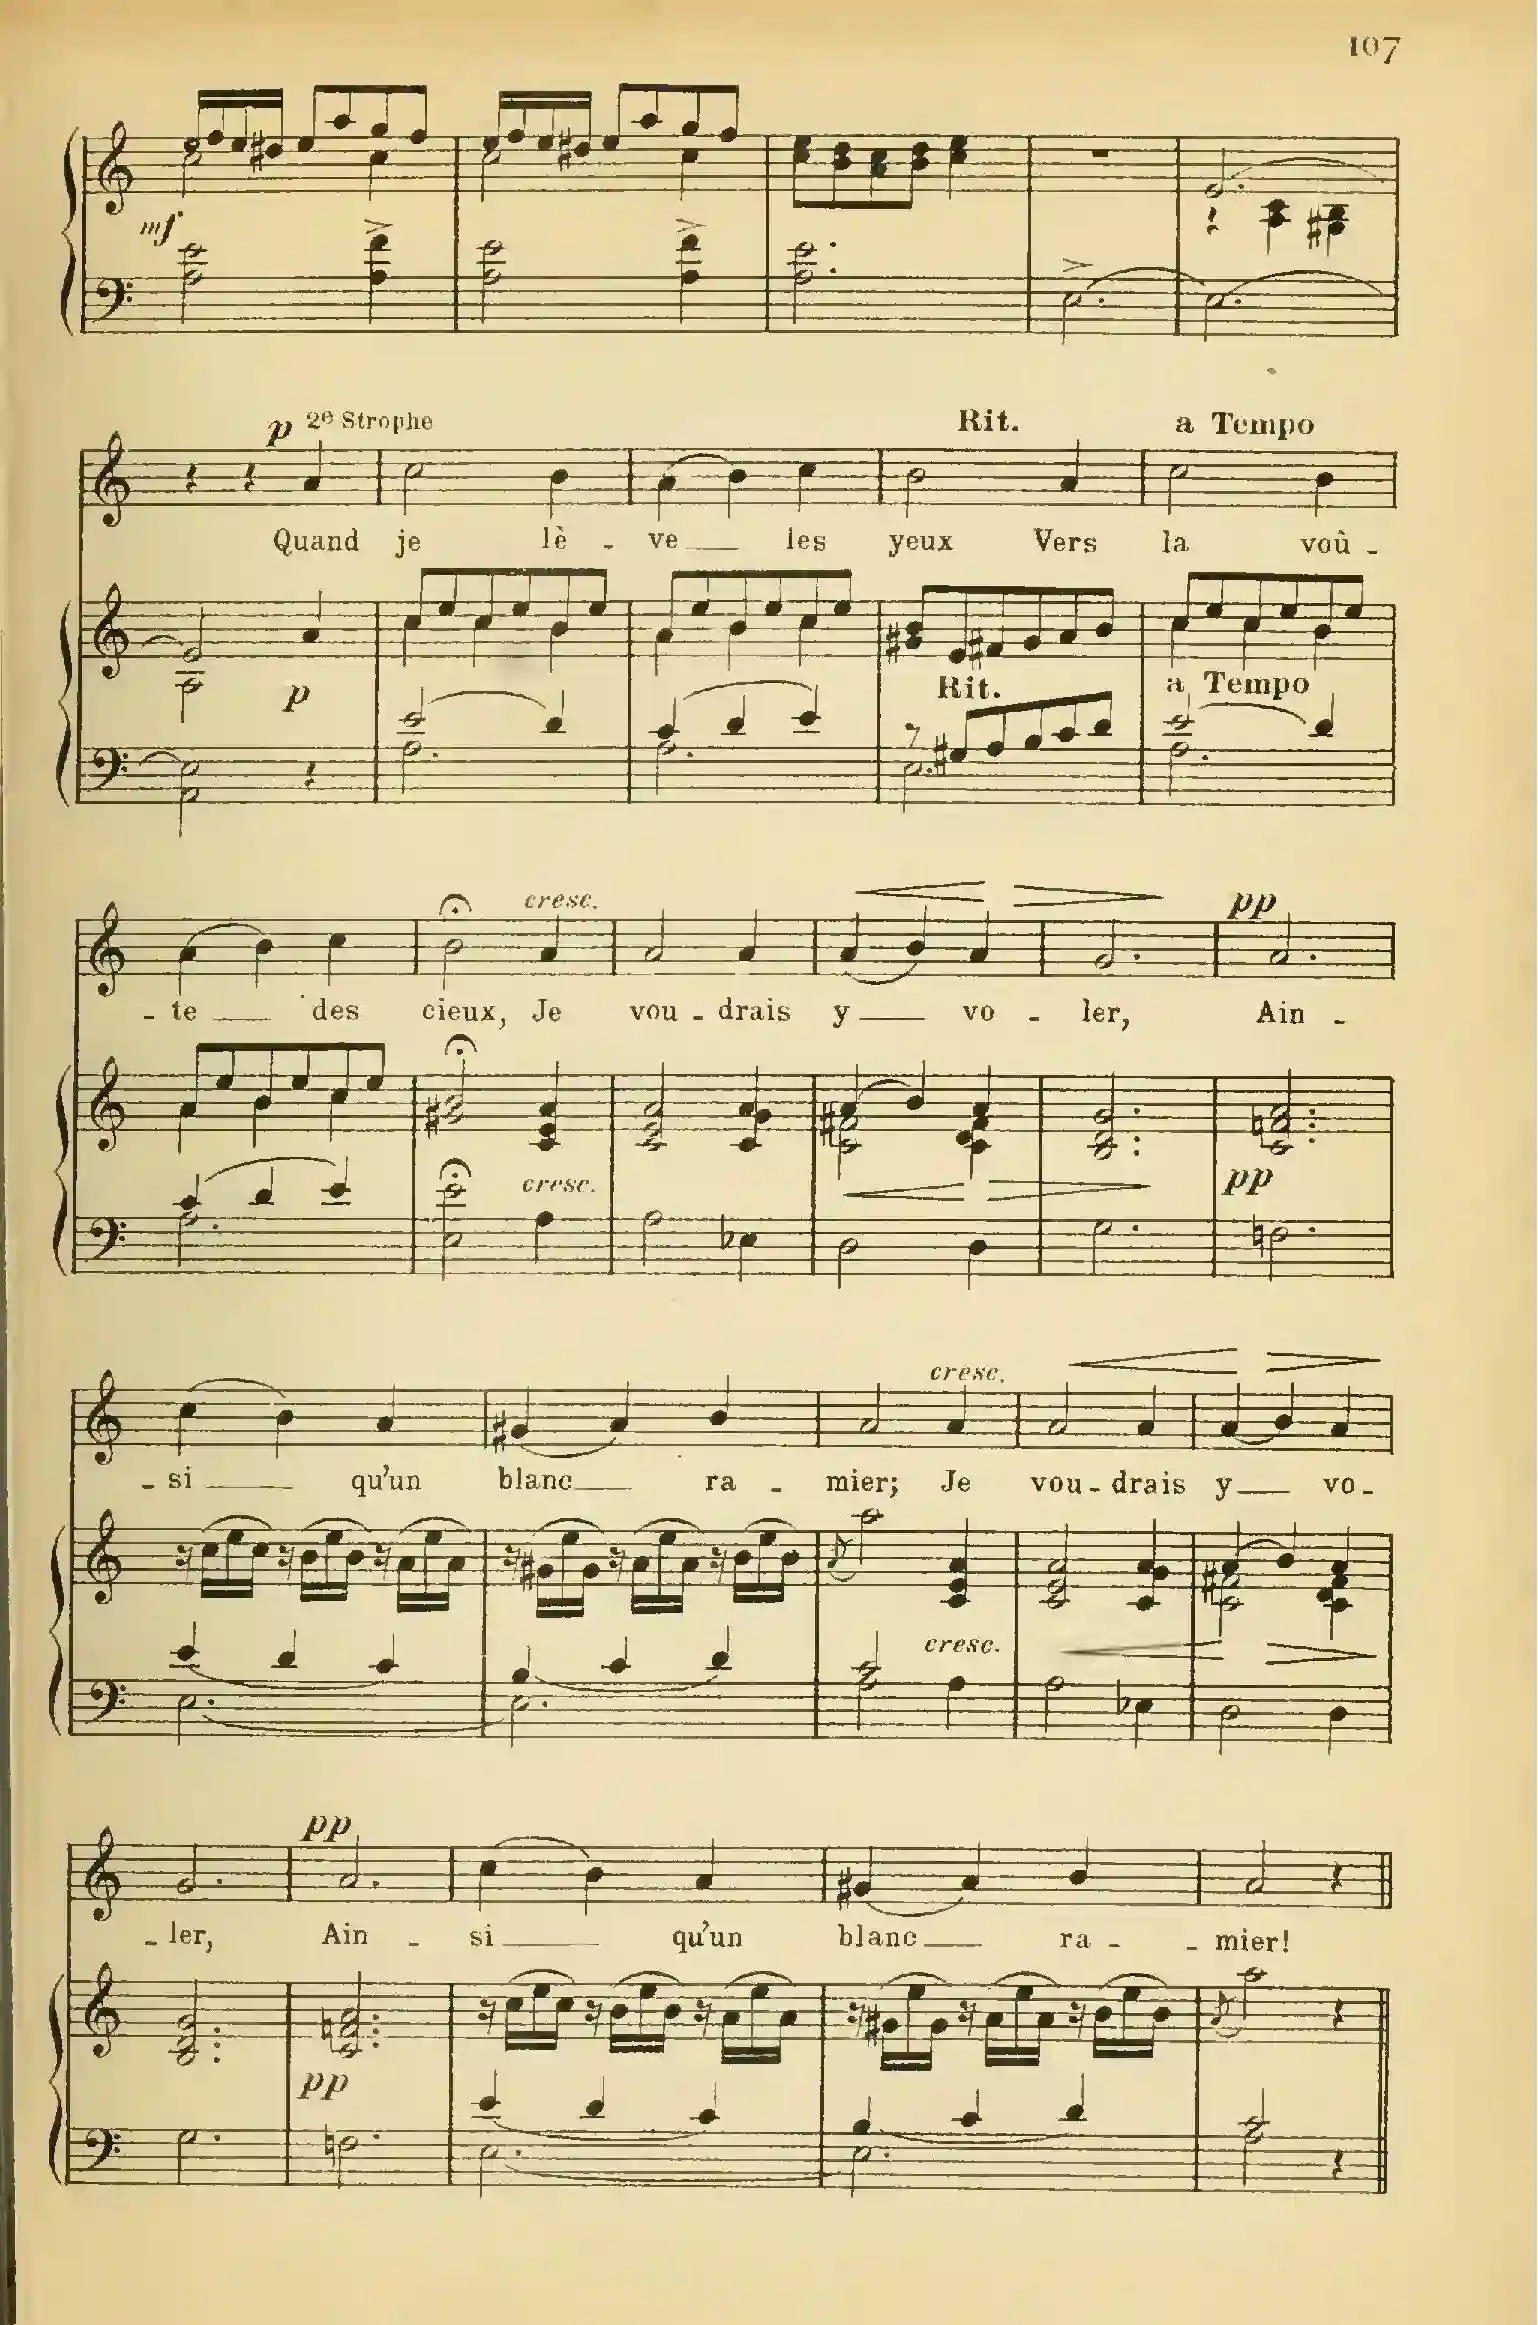 107
mf
p 2e Strophe Rit. a Tempo
Quand je lè - ve les yeux Vers la voû -
p Rit. a Tempo
cresc. pp
- te des cieux, Je vou - drais y vo - ler, Ain -
cresc. pp
cresc.
- si qu'un blanc ra - mier; Je vou - drais y vo -
cresc.
pp
- ler, Ain - si qu'un blanc ra - - mier!
pp